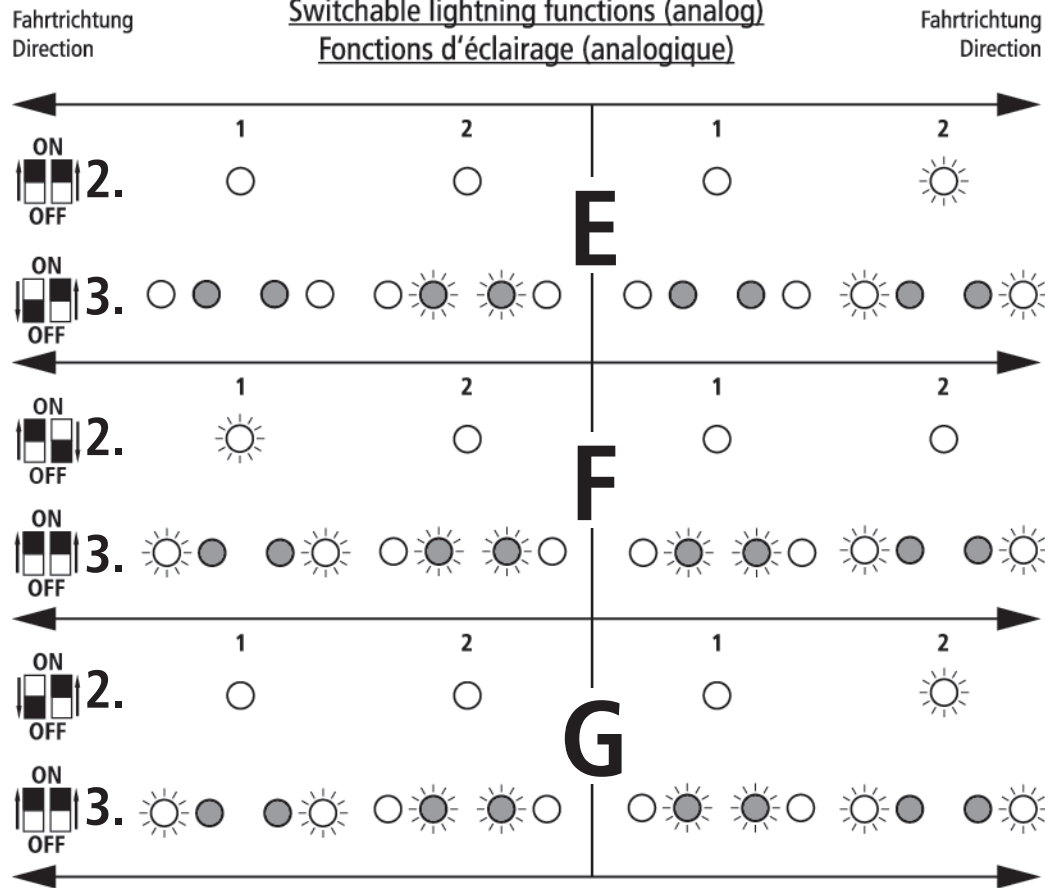 Fahrtrichtung
Direction
Switchable lightning functions (analog)
Fonctions d‘éclairage (analogique)
Fahrtrichtung
Direction
1 2 1 2
ON
2.
OFF
E
ON
3.
OFF
1 2 1 2
ON
2.
OFF
F
ON
3.
OFF
1 2 1 2
ON
2.
OFF
G
ON
3.
OFF